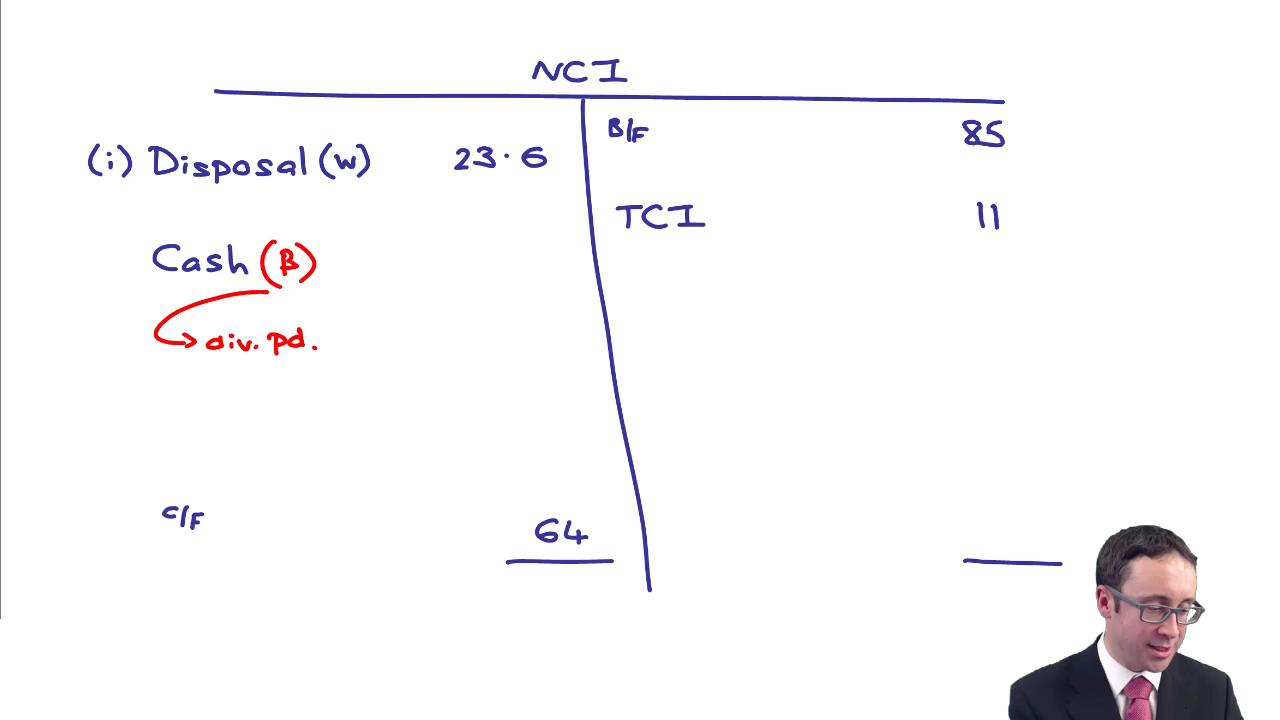 NCI
B/F 85
(i) Disposal (w) 23.6
TCI 11
Cash (B)
div. pd.
C/F 64